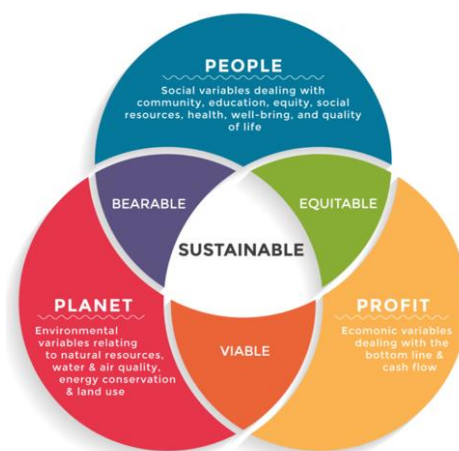 PEOPLE
Social variables dealing with
community, education, equity, social
resources, health, well-bring, and quality
of life
BEARABLE
EQUITABLE
SUSTAINABLE
PLANET
Environmental
variables relating
to natural resources,
water & air quality,
energy conservation
& land use
PROFIT
Ecomonic variables
dealing with the
bottom line &
cash flow
VIABLE